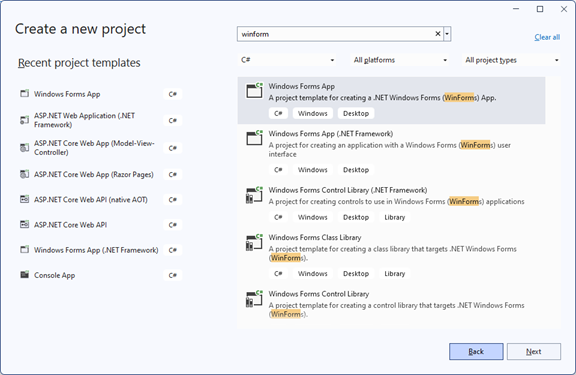 Create a new project
winform
Clear all
C#
All platforms
All project types
Recent project templates
Windows Forms App
C#
ASP.NET Web Application (.NET
Framework)
C#
ASP.NET Core Web App (Model-View-
Controller)
C#
ASP.NET Core Web App (Razor Pages)
C#
ASP.NET Core Web API (native AOT)
C#
ASP.NET Core Web API
C#
Windows Forms App (.NET Framework)
C#
Console App
C#
Windows Forms App
A project template for creating a .NET Windows Forms (WinForms) App.
C# Windows Desktop
Windows Forms App (.NET Framework)
A project for creating an application with a Windows Forms (WinForms) user
interface
C# Windows Desktop
Windows Forms Control Library (.NET Framework)
A project for creating controls to use in Windows Forms (WinForms) applications
C# Windows Desktop Library
Windows Forms Class Library
A project template for creating a class library that targets .NET Windows Forms
(WinForms).
C# Windows Desktop Library
Windows Forms Control Library
A project template for creating a control library that targets .NET Windows Forms
(WinForms).
Back
Next